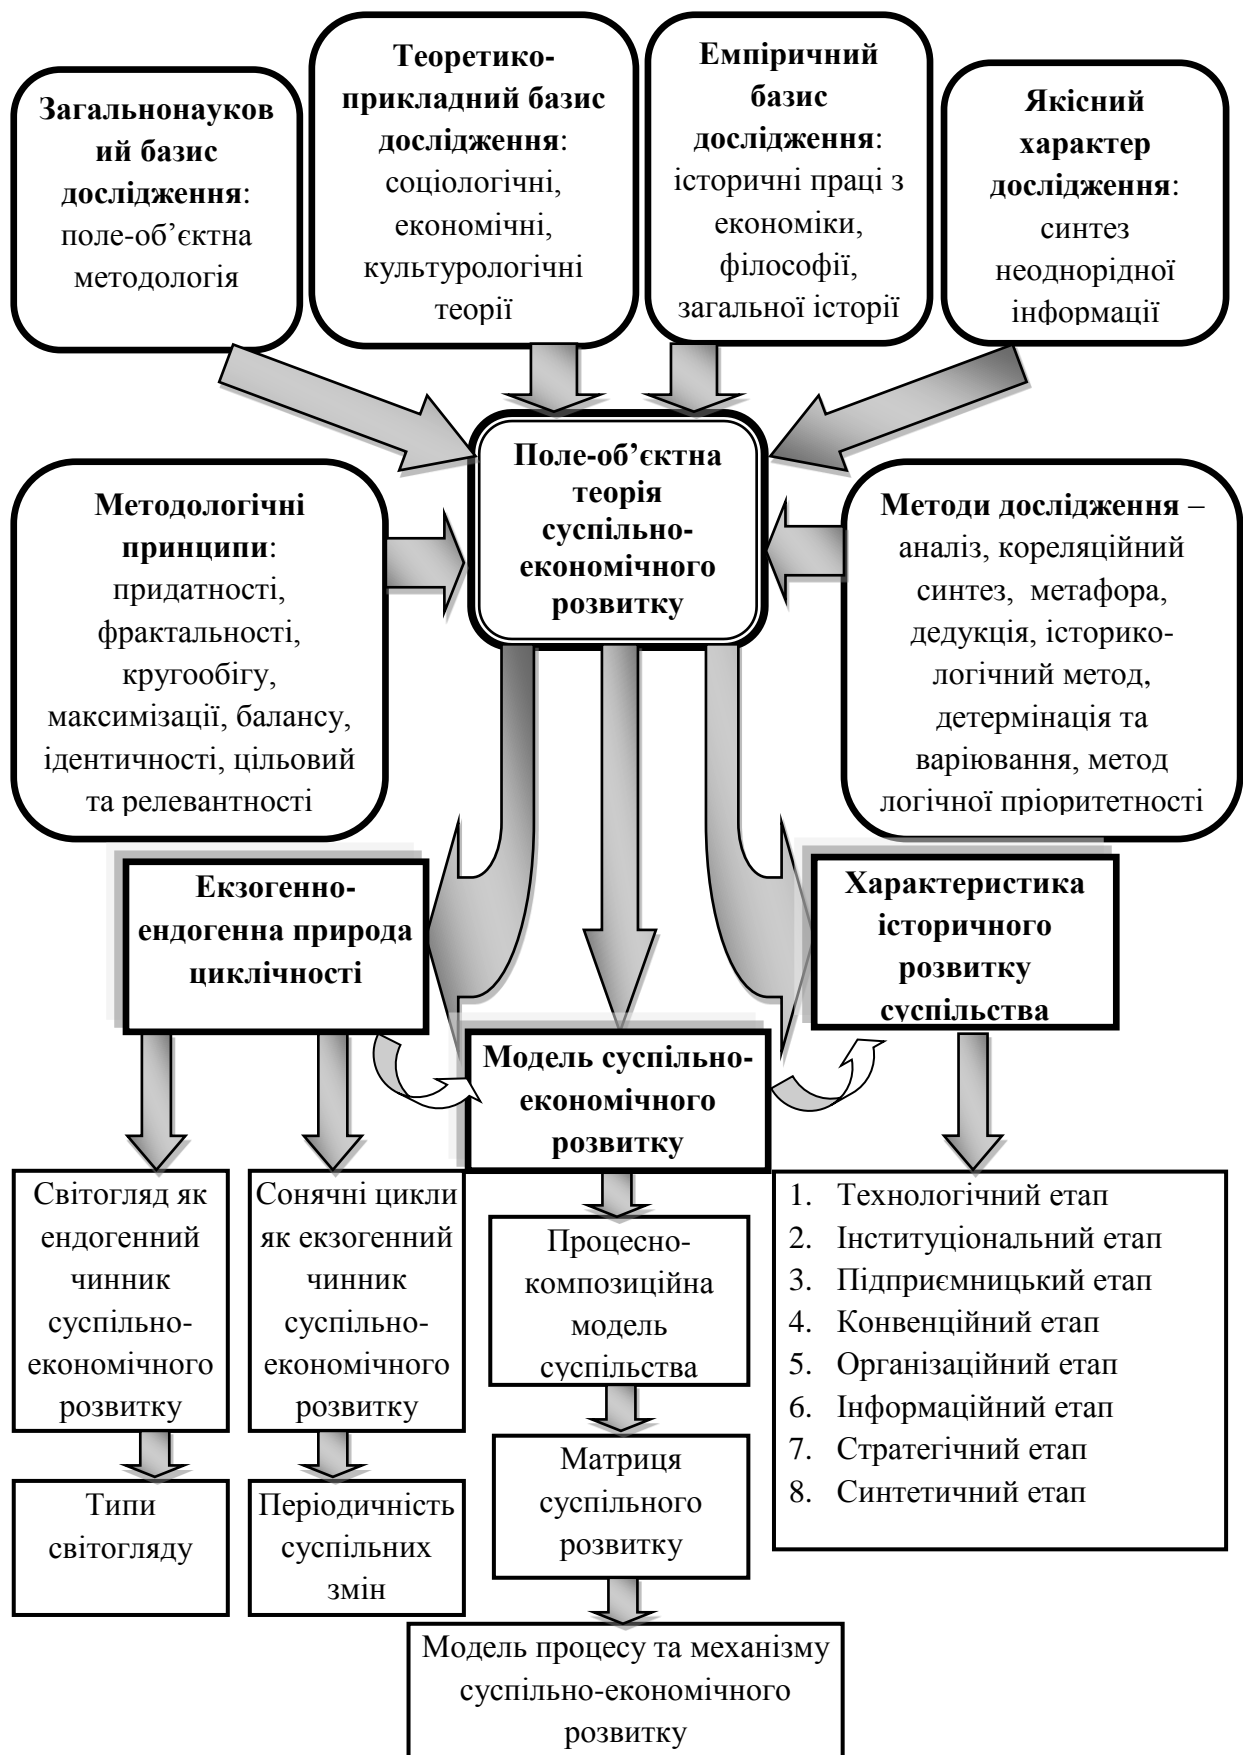 Загальнонауков
ий базис
дослідження:
поле-об’єктна
методологія
Теоретико-
прикладний базис
дослідження:
соціологічні,
економічні,
культурологічні
теорії
Емпіричний
базис
дослідження:
історичні праці з
економіки,
філософії,
загальної історії
Якісний
характер
дослідження:
синтез
неоднорідної
інформації
Поле-об’єктна
теорія
суспільно-
економічного
розвитку
Методологічні
принципи:
придатності,
фрактальності,
кругообігу,
максимізації, балансу,
ідентичності, цільовий
та релевантності
Методи дослідження –
аналіз, кореляційний
синтез, метафора,
дедукція, історико-
логічний метод,
детермінація та
варіювання, метод
логічної пріоритетності
Екзогенно-
ендогенна природа
циклічності
Модель суспільно-
економічного
розвитку
Характеристика
історичного
розвитку
суспільства
Світогляд як
ендогенний
чинник
суспільно-
економічного
розвитку
Сонячні цикли
як екзогенний
чинник
суспільно-
економічного
розвитку
Процесно-
композиційна
модель
суспільства
1. Технологічний етап
2. Інституціональний етап
3. Підприємницький етап
4. Конвенційний етап
5. Організаційний етап
6. Інформаційний етап
7. Стратегічний етап
8. Синтетичний етап
Типи
світогляду
Періодичність
суспільних
змін
Матриця
суспільного
розвитку
Модель процесу та механізму
суспільно-економічного
розвитку